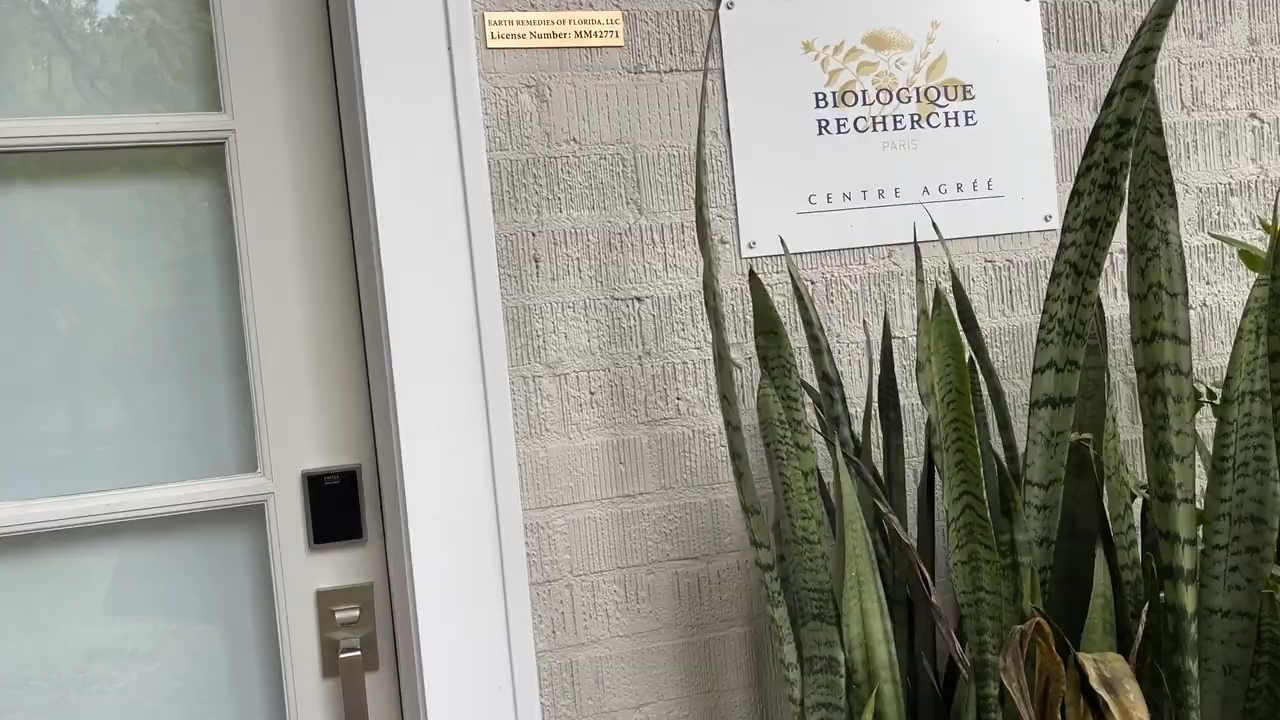 EARTH REMEDIES OF FLORIDA, LLC
License Number: MM42771
BIOLOGIQUE
RECHERCHE
PARIS
CENTRE AGRÉÉ